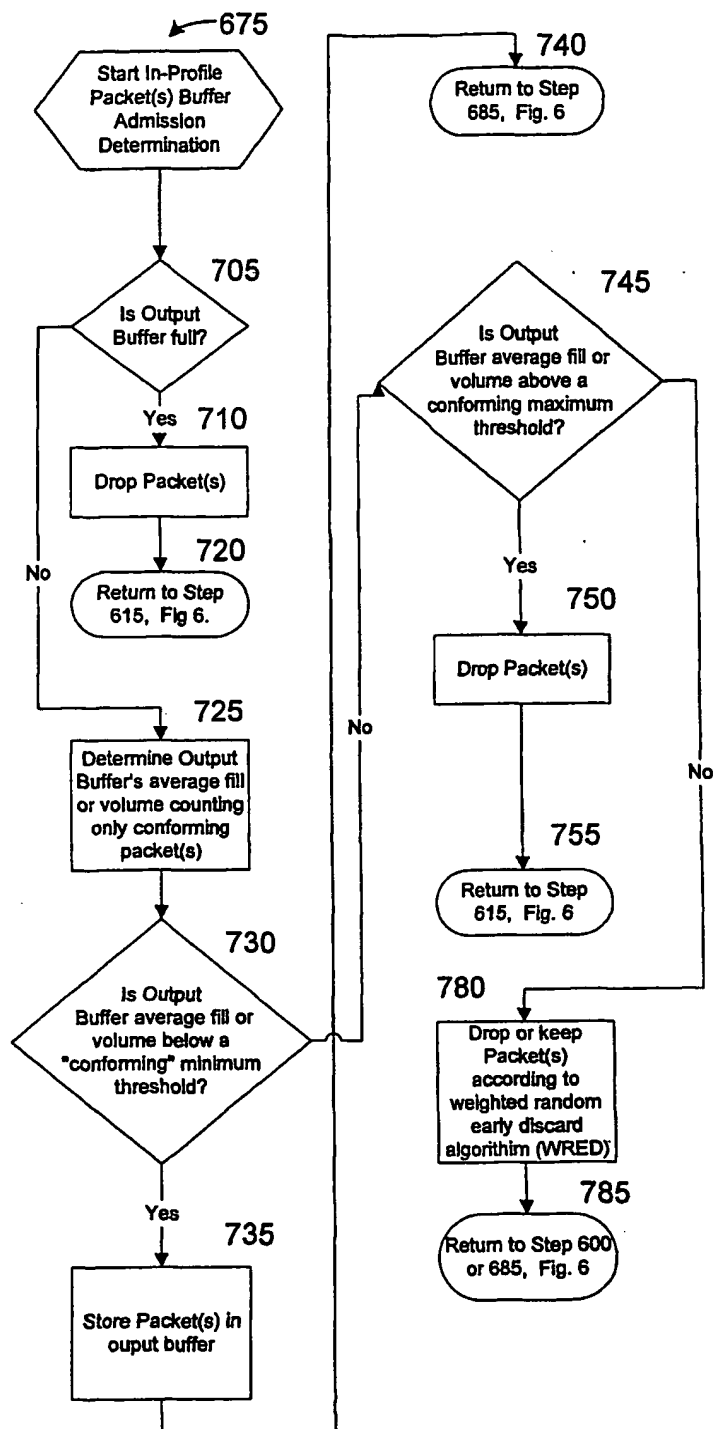 675
Start In-Profile
Packet(s) Buffer
Admission
Determination
705
Is Output
Buffer full?
Yes
710
Drop Packet(s)
No
720
Return to Step
615, Fig 6.
725
Determine Output
Buffer's average fill
or volume counting
only conforming
packet(s)
730
Is Output
Buffer average fill or
volume below a
"conforming" minimum
threshold?
Yes
735
Store Packet(s) in
ouput buffer
740
Return to Step
685, Fig. 6
745
Is Output
Buffer average fill or
volume above a
conforming maximum
threshold?
No
Yes
750
Drop Packet(s)
No
755
Return to Step
615, Fig. 6
780
Drop or keep
Packet(s)
according to
weighted random
early discard
algorithim (WRED)
785
Return to Step 600
or 685, Fig. 6